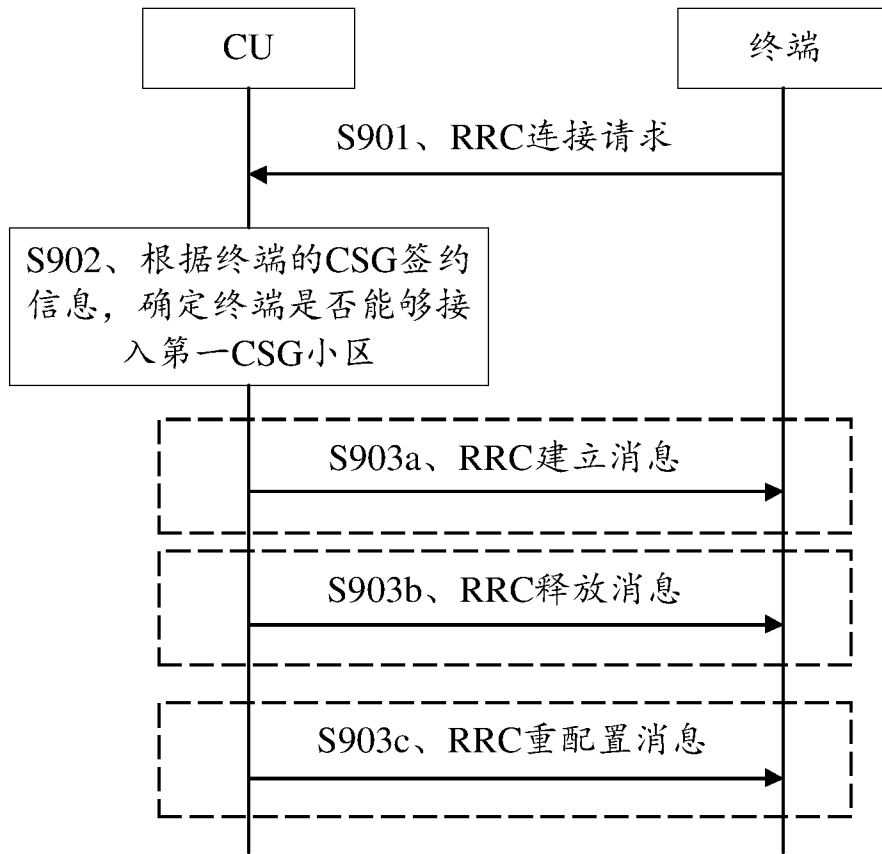 CU
终端
S901、RRC连接请求
S902、根据终端的CSG签约
信息，确定终端是否能够接
入第一CSG小区
S903a、RRC建立消息
S903b、RRC释放消息
S903c、RRC重配置消息